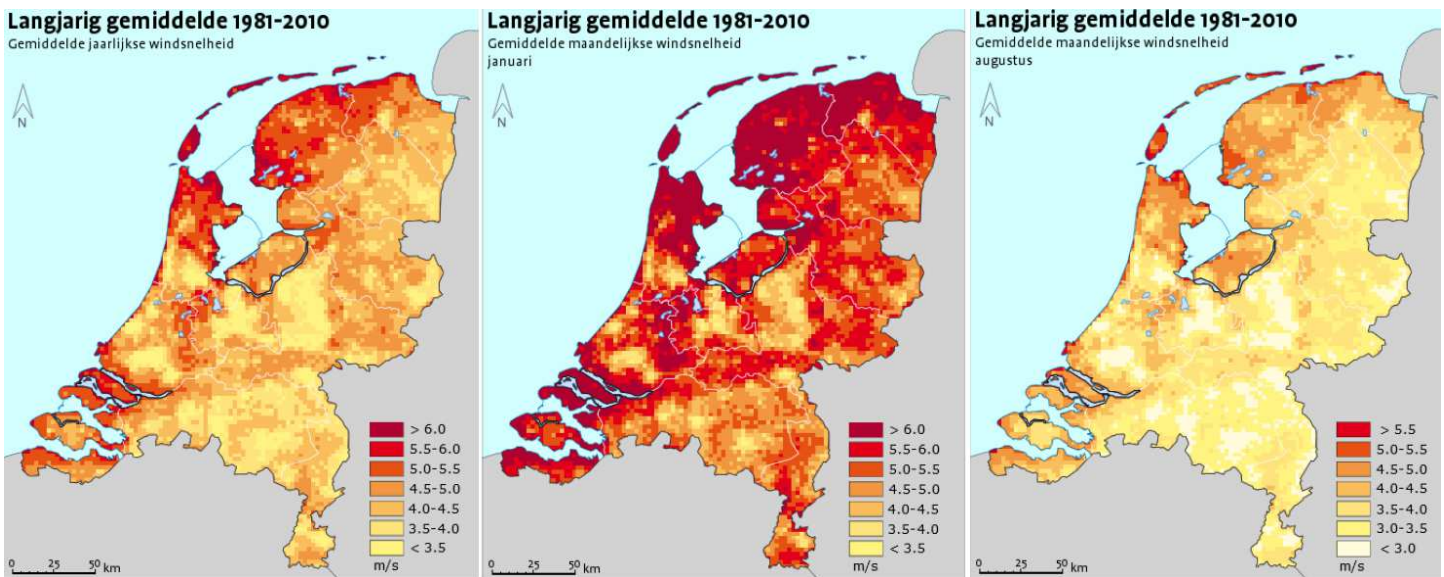 Langjarig gemiddelde 1981-2010
Gemiddelde jaarlijkse windsnelheid
N
> 6.0
5.5-6.0
5.0-5.5
4.5-5.0
4.0-4.5
3.5-4.0
< 3.5
m/s
0 25 50 km
Langjarig gemiddelde 1981-2010
Gemiddelde maandelijkse windsnelheid
januari
N
> 6.0
5.5-6.0
5.0-5.5
4.5-5.0
4.0-4.5
3.5-4.0
< 3.5
m/s
0 25 50 km
Langjarig gemiddelde 1981-2010
Gemiddelde maandelijkse windsnelheid
augustus
N
> 5.5
5.0-5.5
4.5-5.0
4.0-4.5
3.5-4.0
3.0-3.5
< 3.0
m/s
0 25 50 km